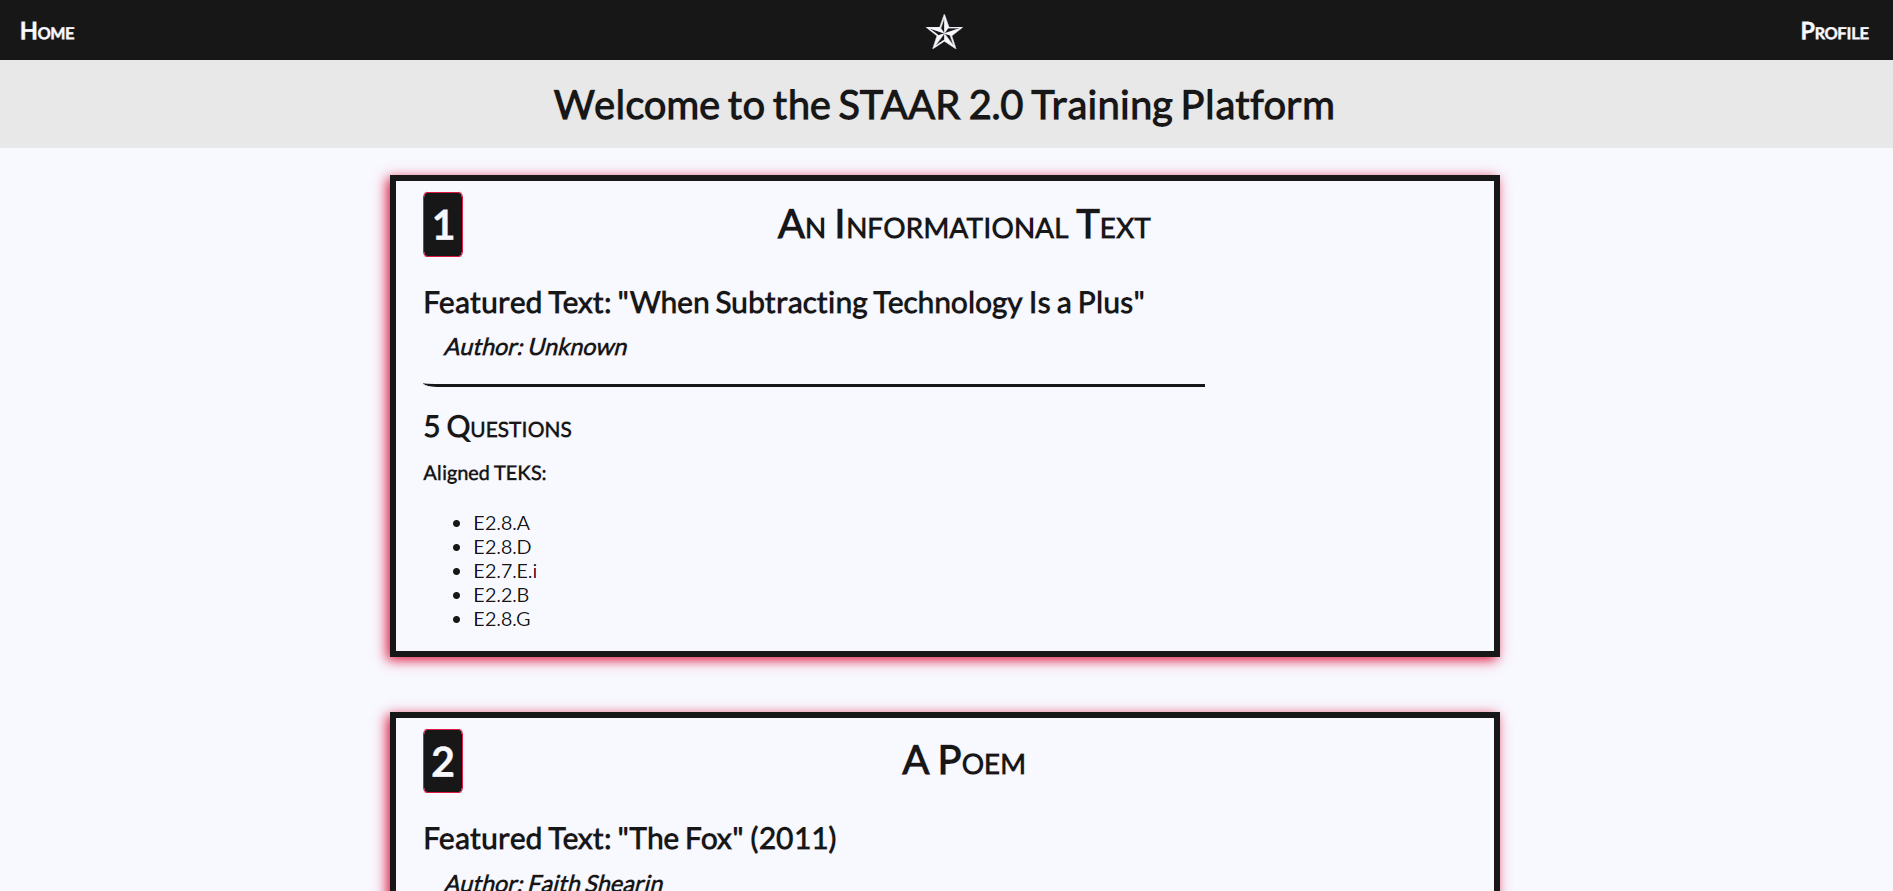 Home
Profile
Welcome to the STAAR 2.0 Training Platform
1
An Informational Text
Featured Text: "When Subtracting Technology Is a Plus"
Author: Unknown
5 Questions
Aligned TEKS:
• E2.8.A
• E2.8.D
• E2.7.E.i
• E2.2.B
• E2.8.G
2
A Poem
Featured Text: "The Fox" (2011)
Author: Faith Shearin